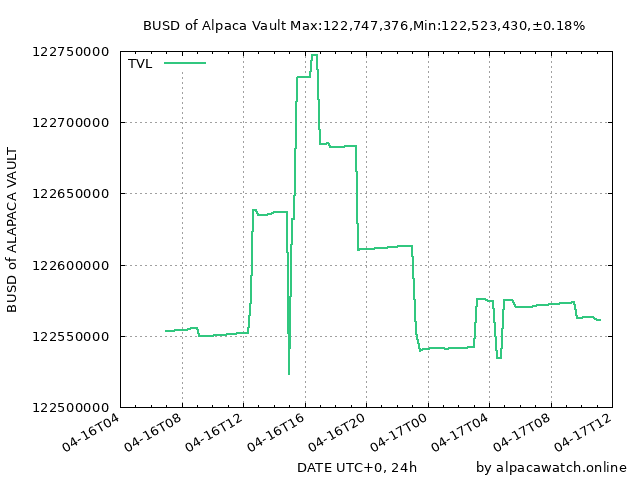 BUSD of Alpaca Vault Max:122,747,376,Min:122,523,430,±0.18%
TVL
122750000
122700000
122650000
122600000
122550000
122500000
BUSD of ALAPACA VAULT
04-16T04
04-16T08
04-16T12
04-16T16
04-16T20
04-17T00
04-17T04
04-17T08
04-17T12
DATE UTC+0, 24h
by alpacawatch.online